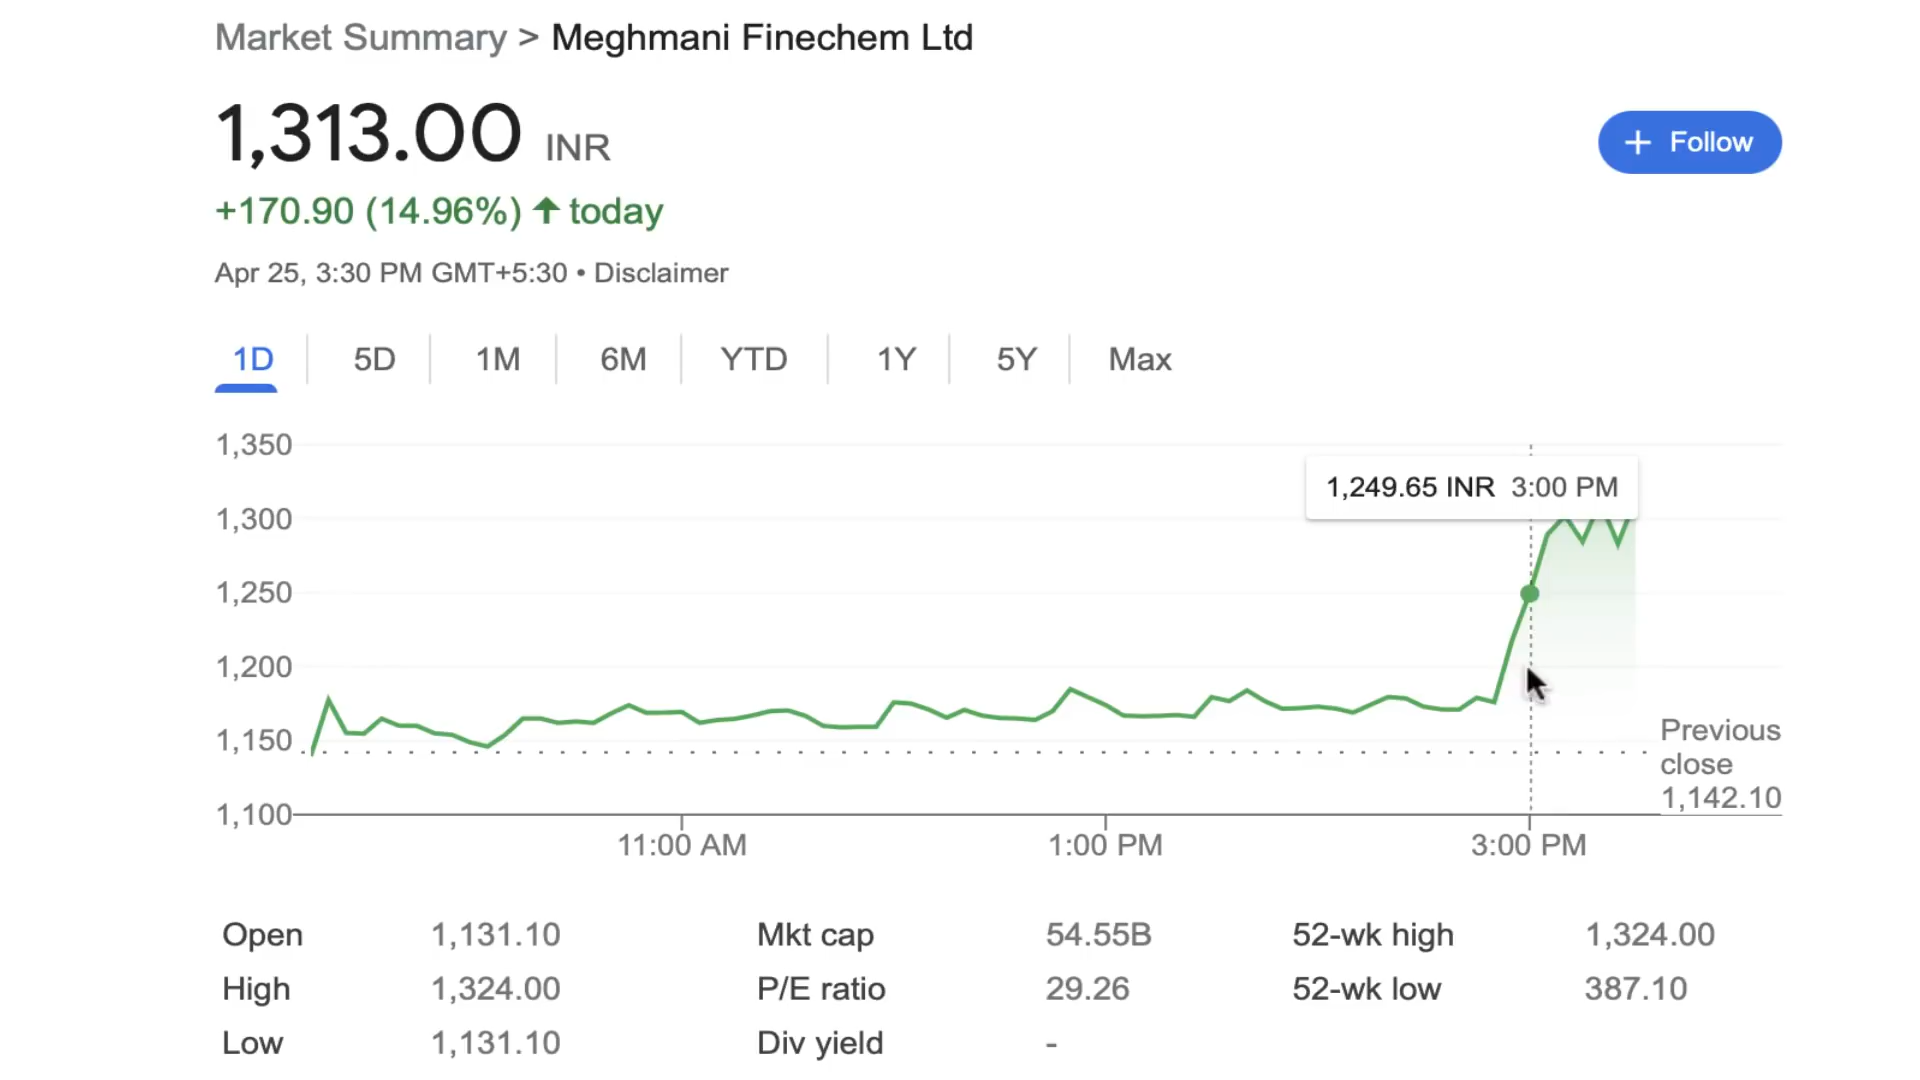 Market Summary > Meghmani Finechem Ltd
1,313.00 INR
+ Follow
+170.90 (14.96%) ↑ today
Apr 25, 3:30 PM GMT+5:30 • Disclaimer
1D 5D 1M 6M YTD 1Y 5Y Max
1,350
1,249.65 INR 3:00 PM
1,300
1,250
1,200
1,150
Previous
close
1,142.10
1,100
11:00 AM 1:00 PM 3:00 PM
Open 1,131.10 Mkt cap 54.55B 52-wk high 1,324.00
High 1,324.00 P/E ratio 29.26 52-wk low 387.10
Low 1,131.10 Div yield -